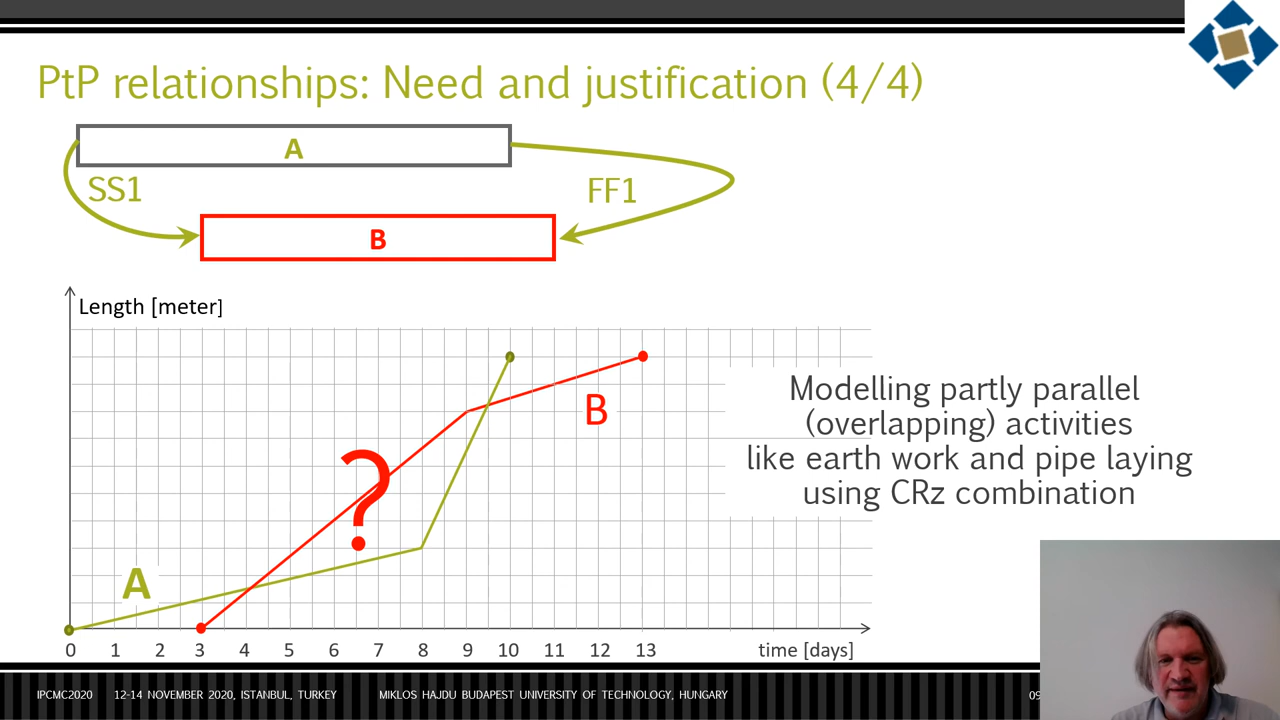 PtP relationships: Need and justification (4/4)
A
SS1
FF1
B
Length [meter]
Modelling partly parallel
(overlapping) activities
like earth work and pipe laying
using CRz combination
B
?
A
0 1 2 3 4 5 6 7 8 9 10 11 12 13 time [days]
IPCMC2020 12-14 NOVEMBER 2020, ISTANBUL, TURKEY MIKLOS HAJDU BUDAPEST UNIVERSITY OF TECHNOLOGY, HUNGARY